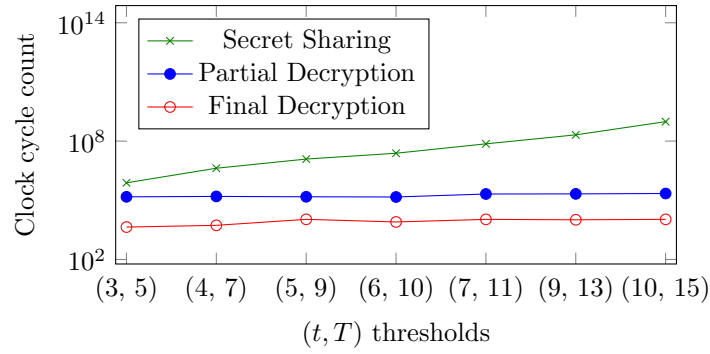 10^14
10^8
10^2
Clock cycle count
Secret Sharing
Partial Decryption
Final Decryption
(3, 5) (4, 7) (5, 9) (6, 10) (7, 11) (9, 13) (10, 15)
(t, T) thresholds